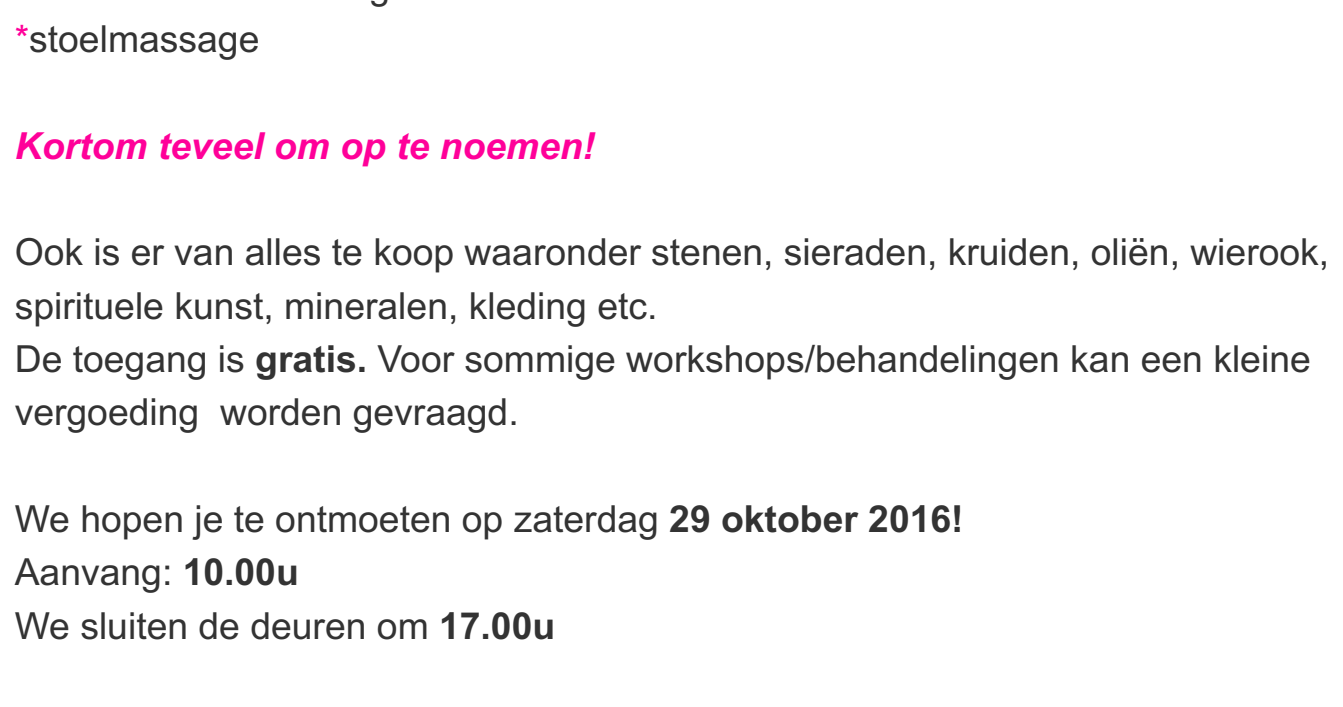 *stoelmassage
Kortom teveel om op te noemen!
Ook is er van alles te koop waaronder stenen, sieraden, kruiden, oliën, wierook,
spirituele kunst, mineralen, kleding etc.
De toegang is gratis. Voor sommige workshops/behandelingen kan een kleine
vergoeding  worden gevraagd.
We hopen je te ontmoeten op zaterdag 29 oktober 2016!
Aanvang: 10.00u
We sluiten de deuren om 17.00u